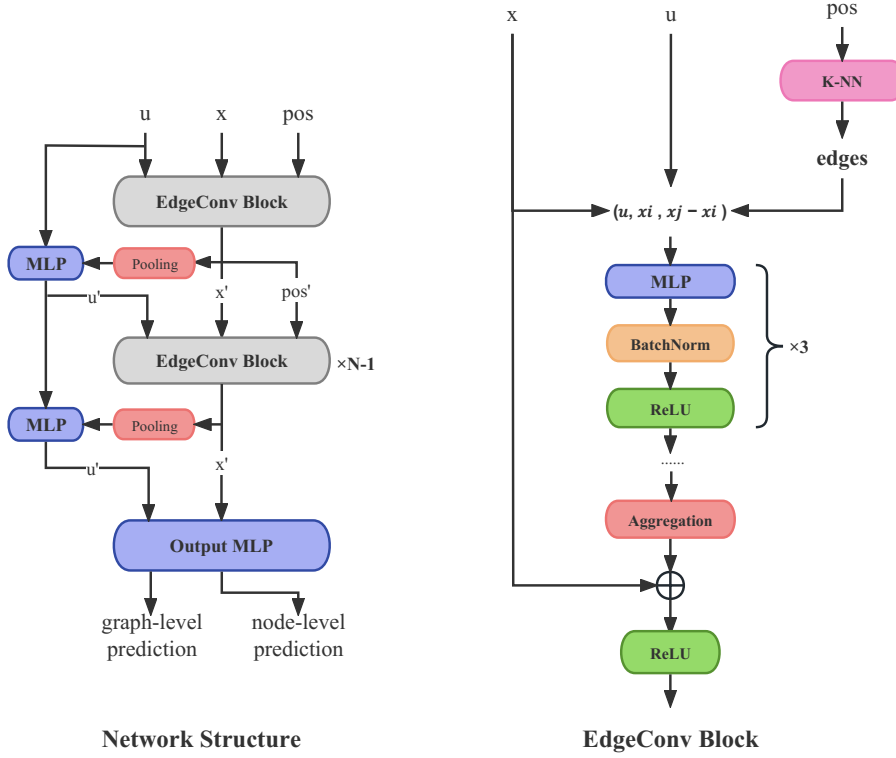 u x pos
EdgeConv Block
MLP
Pooling
u' x' pos'
EdgeConv Block ×N-1
MLP
Pooling
u' x'
Output MLP
graph-level prediction
node-level prediction
Network Structure
x u pos
K-NN
edges
(u, xi , xj − xi )
MLP
BatchNorm
×3
ReLU
......
Aggregation
ReLU
EdgeConv Block